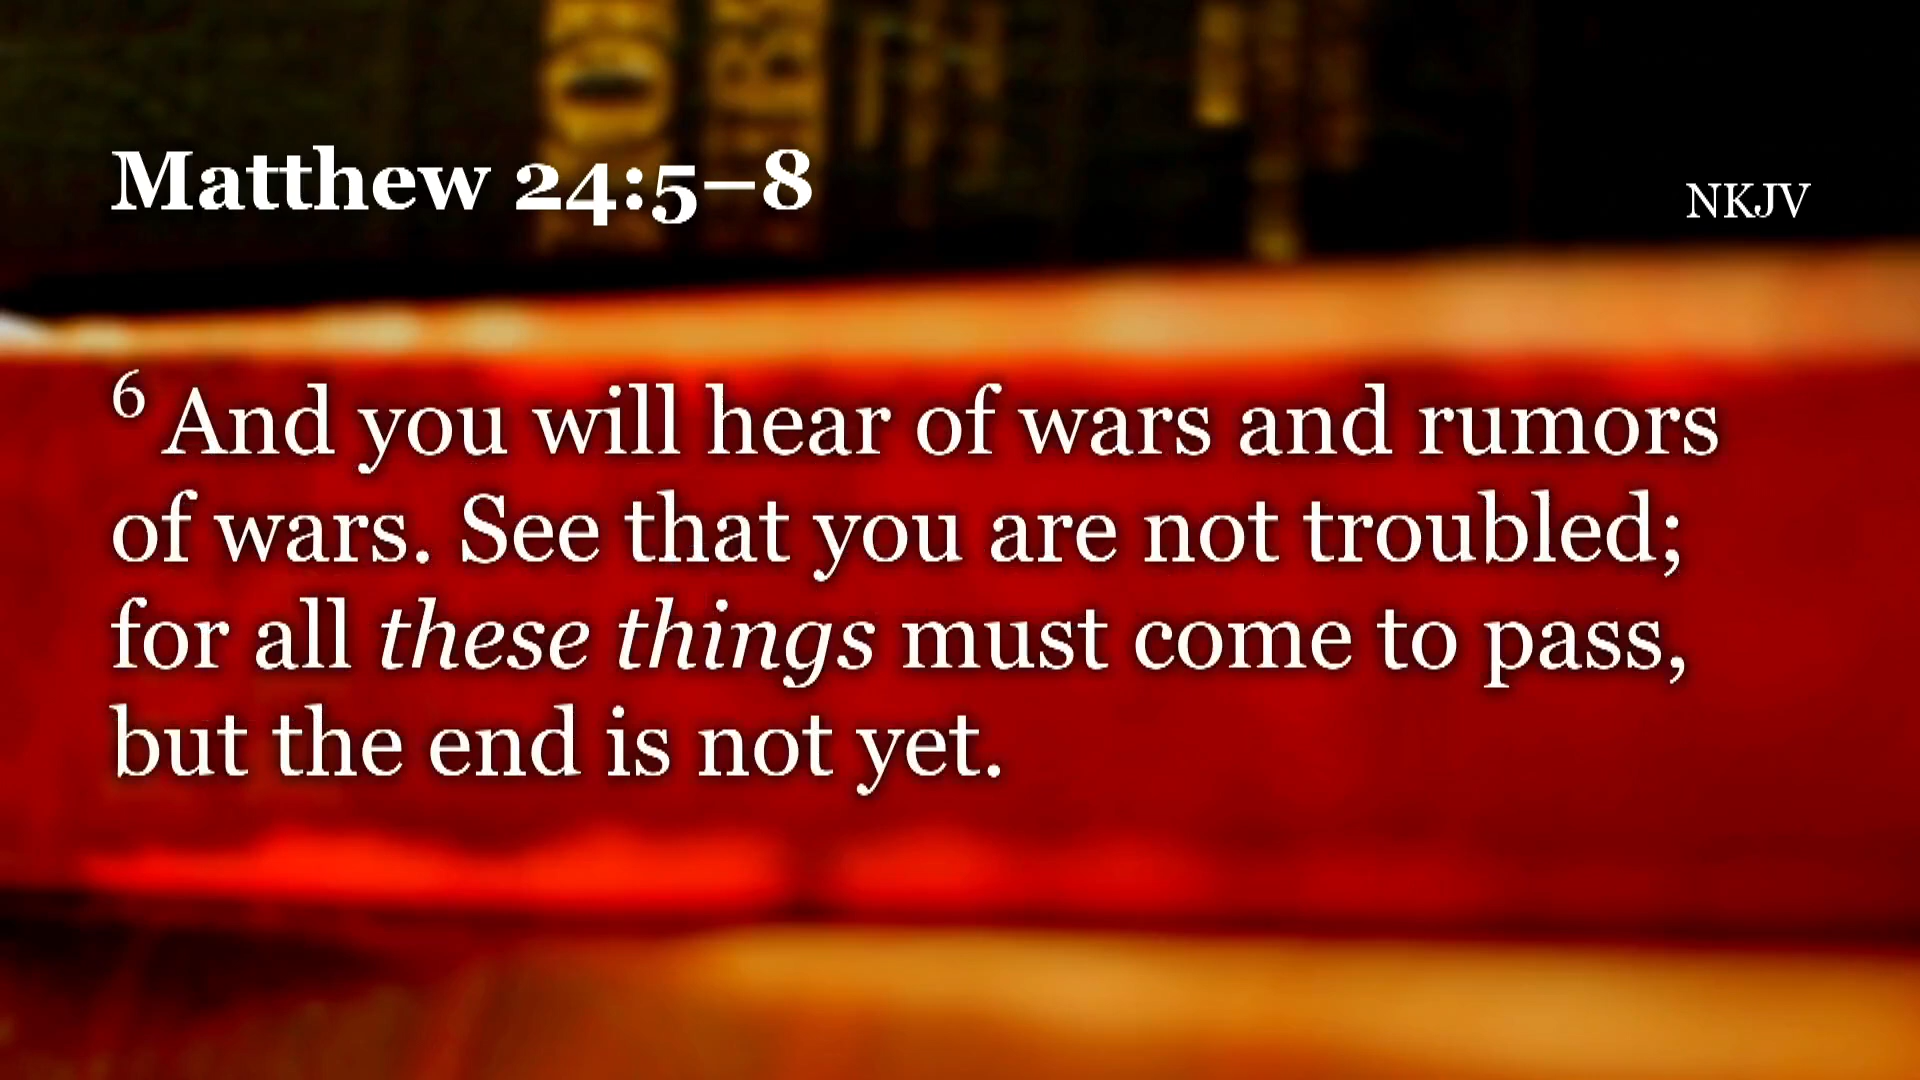 Matthew 24:5–8
NKJV
6 And you will hear of wars and rumors
of wars. See that you are not troubled;
for all these things must come to pass,
but the end is not yet.